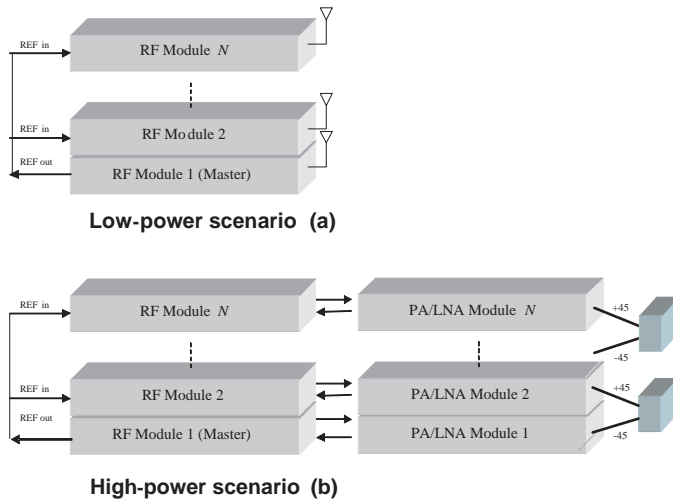 REF in
RF Module N
REF in
RF Module 2
REF out
RF Module 1 (Master)
Low-power scenario (a)
REF in
RF Module N
PA/LNA Module N
+45
-45
REF in
RF Module 2
PA/LNA Module 2
+45
REF out
RF Module 1 (Master)
PA/LNA Module 1
-45
High-power scenario (b)